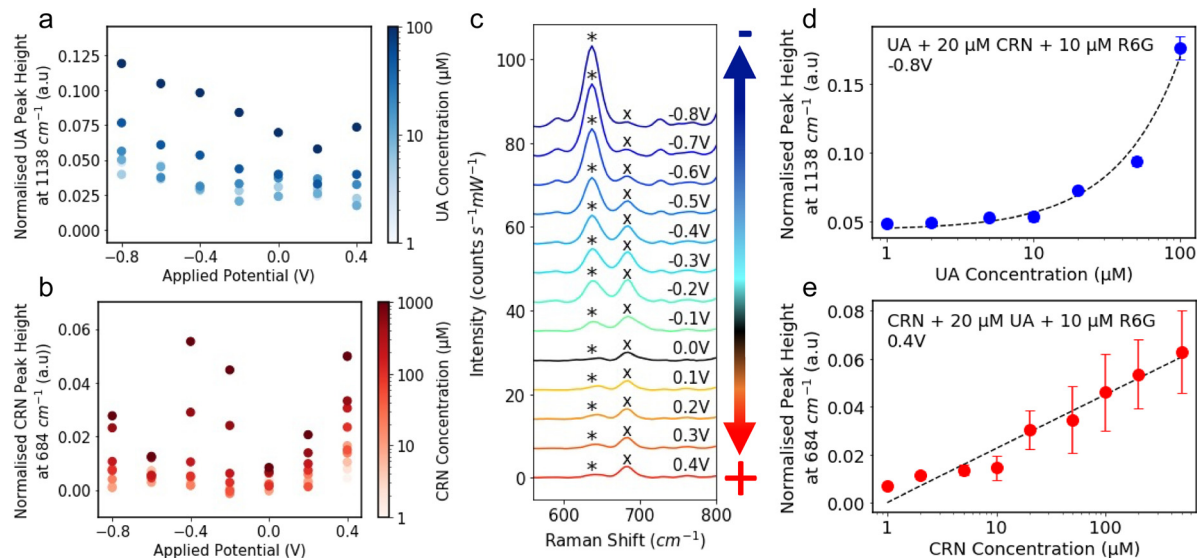 a
Normalised UA Peak Height
at 1138 cm⁻¹ (a.u)
0.125
0.100
0.075
0.050
0.025
0.000
−0.8
−0.4
0.0
0.4
Applied Potential (V)
100
10
1
UA Concentration (μM)
b
Normalised CRN Peak Height
at 684 cm⁻¹ (a.u))
0.06
0.04
0.02
0.00
−0.8
−0.4
0.0
0.4
Applied Potential (V)
1000
100
10
1
CRN Concentration (μM)
c
Intensity (counts s⁻¹mW⁻¹)
100
80
60
40
20
0
*
* x -0.8V
* x -0.7V
* x -0.6V
* x -0.5V
* x -0.4V
* x -0.3V
* x -0.2V
* x -0.1V
* x 0.0V
* x 0.1V
* x 0.2V
* x 0.3V
* x 0.4V
600
700
800
Raman Shift (cm⁻¹)
-
+
d
Normalised Peak Height
at 1138 cm⁻¹ (a.u)
UA + 20 μM CRN + 10 μM R6G
-0.8V
0.15
0.10
0.05
1
10
100
UA Concentration (μM)
e
Normalised Peak Height
at 684 cm⁻¹ (a.u)
CRN + 20 μM UA + 10 μM R6G
0.4V
0.08
0.06
0.04
0.02
0.00
1
10
100
CRN Concentration (μM)